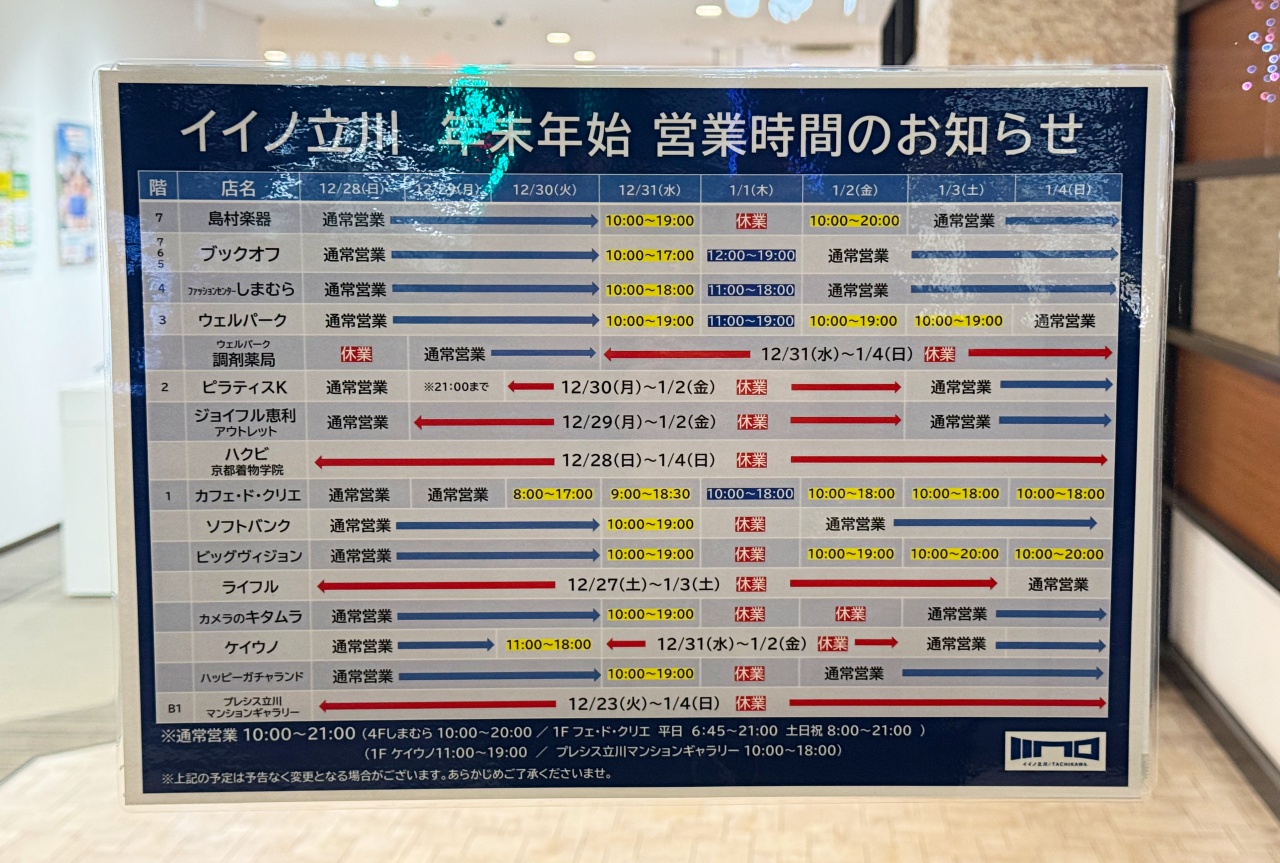 イイノ立川 年末年始 営業時間のお知らせ
階 店名 12/28(日) 12/29(月) 12/30(火) 12/31(水) 1/1(木) 1/2(金) 1/3(土) 1/4(日)
7 島村楽器 通常営業 10:00～19:00 休業 10:00～20:00 通常営業
7 6 5 ブックオフ 通常営業 10:00～17:00 12:00～19:00 通常営業
4 ファッションセンターしまむら 通常営業 10:00～18:00 11:00～18:00 通常営業
3 ウェルパーク 通常営業 10:00～19:00 11:00～19:00 10:00～19:00 10:00～19:00 通常営業
ウェルパーク
調剤薬局 休業 通常営業 12/31(水)～1/4(日) 休業
2 ピラティスK 通常営業 ※21:00まで 12/30(月)～1/2(金) 休業 通常営業
ジョイフル恵利
アウトレット 通常営業 12/29(月)～1/2(金) 休業 通常営業
ハクビ
京都着物学院 12/28(日)～1/4(日) 休業
1 カフェ・ド・クリエ 通常営業 通常営業 8:00～17:00 9:00～18:30 10:00～18:00 10:00～18:00 10:00～18:00 10:00～18:00
ソフトバンク 通常営業 10:00～19:00 休業 通常営業
ビッグヴィジョン 通常営業 10:00～19:00 休業 10:00～19:00 10:00～20:00 10:00～20:00
ライフル 12/27(土)～1/3(土) 休業 通常営業
カメラのキタムラ 通常営業 10:00～19:00 休業 休業 通常営業
ケイウノ 通常営業 11:00～18:00 12/31(水)～1/2(金) 休業 通常営業
ハッピーガチャランド 通常営業 10:00～19:00 休業 通常営業
B1 プレシス立川
マンションギャラリー 12/23(火)～1/4(日) 休業
※通常営業 10:00～21:00 (4Fしまむら 10:00～20:00 ／ 1F フェ・ド・クリエ 平日 6:45～21:00 土日祝 8:00～21:00 )
(1F ケイウノ11:00～19:00 ／ プレシス立川マンションギャラリー 10:00～18:00)
※上記の予定は予告なく変更となる場合がございます。あらかじめご了承くださいませ。
イイノ立川/TACHIKAWA